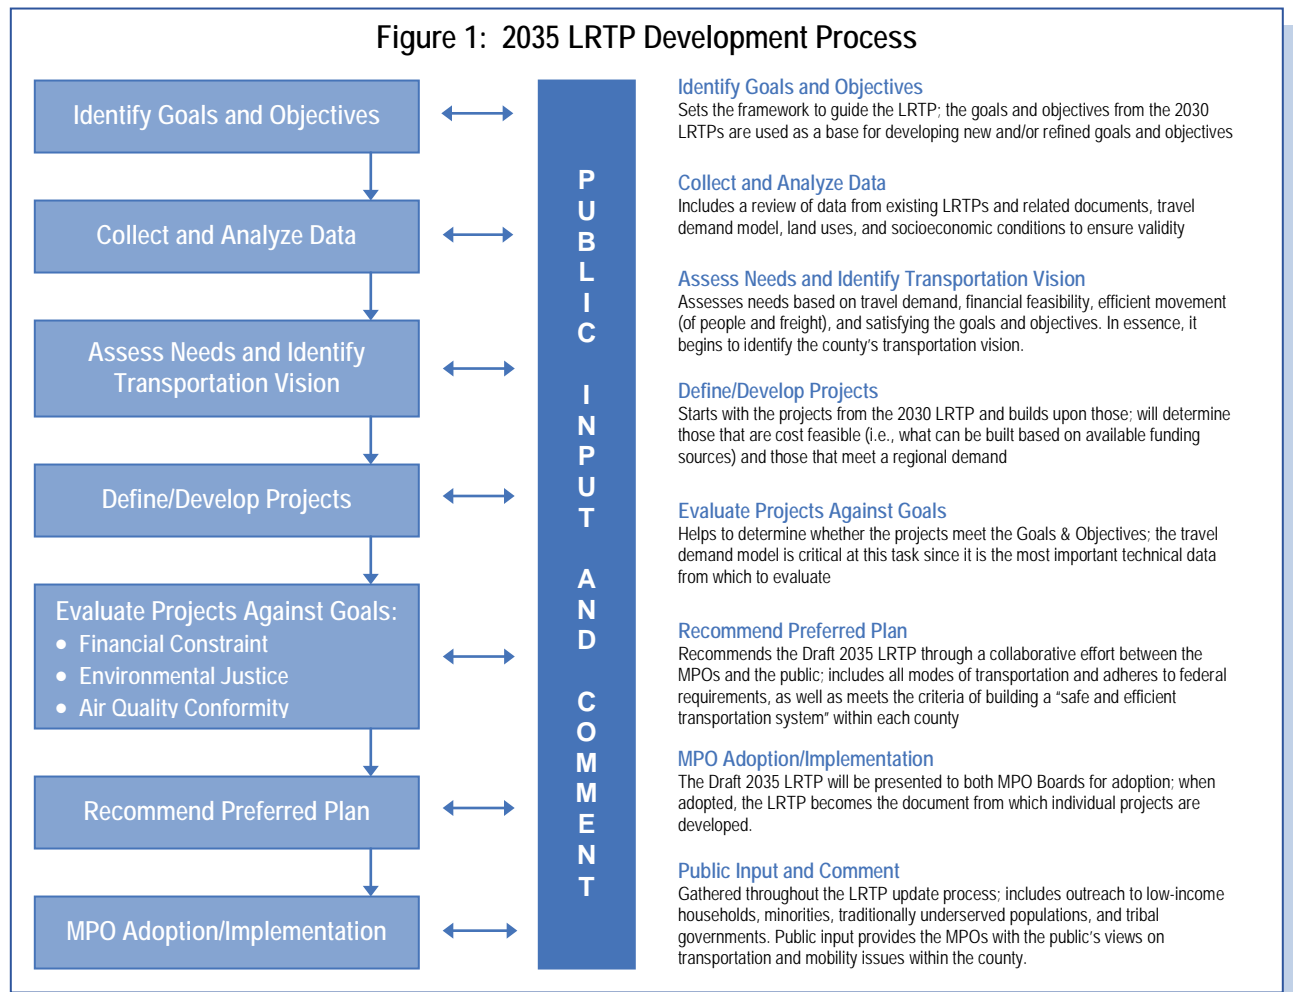 Figure 1:  2035 LRTP Development Process
Identify Goals and Objectives
Collect and Analyze Data
Assess Needs and Identify
Transportation Vision
Define/Develop Projects
Evaluate Projects Against Goals:
• Financial Constraint
• Environmental Justice
• Air Quality Conformity
Recommend Preferred Plan
MPO Adoption/Implementation
PUBLIC INPUT AND COMMENT
Identify Goals and Objectives
Sets the framework to guide the LRTP; the goals and objectives from the 2030
LRTPs are used as a base for developing new and/or refined goals and objectives
Collect and Analyze Data
Includes a review of data from existing LRTPs and related documents, travel
demand model, land uses, and socioeconomic conditions to ensure validity
Assess Needs and Identify Transportation Vision
Assesses needs based on travel demand, financial feasibility, efficient movement
(of people and freight), and satisfying the goals and objectives. In essence, it
begins to identify the county's transportation vision.
Define/Develop Projects
Starts with the projects from the 2030 LRTP and builds upon those; will determine
those that are cost feasible (i.e., what can be built based on available funding
sources) and those that meet a regional demand
Evaluate Projects Against Goals
Helps to determine whether the projects meet the Goals & Objectives; the travel
demand model is critical at this task since it is the most important technical data
from which to evaluate
Recommend Preferred Plan
Recommends the Draft 2035 LRTP through a collaborative effort between the
MPOs and the public; includes all modes of transportation and adheres to federal
requirements, as well as meets the criteria of building a "safe and efficient
transportation system" within each county
MPO Adoption/Implementation
The Draft 2035 LRTP will be presented to both MPO Boards for adoption; when
adopted, the LRTP becomes the document from which individual projects are
developed.
Public Input and Comment
Gathered throughout the LRTP update process; includes outreach to low-income
households, minorities, traditionally underserved populations, and tribal
governments. Public input provides the MPOs with the public's views on
transportation and mobility issues within the county.